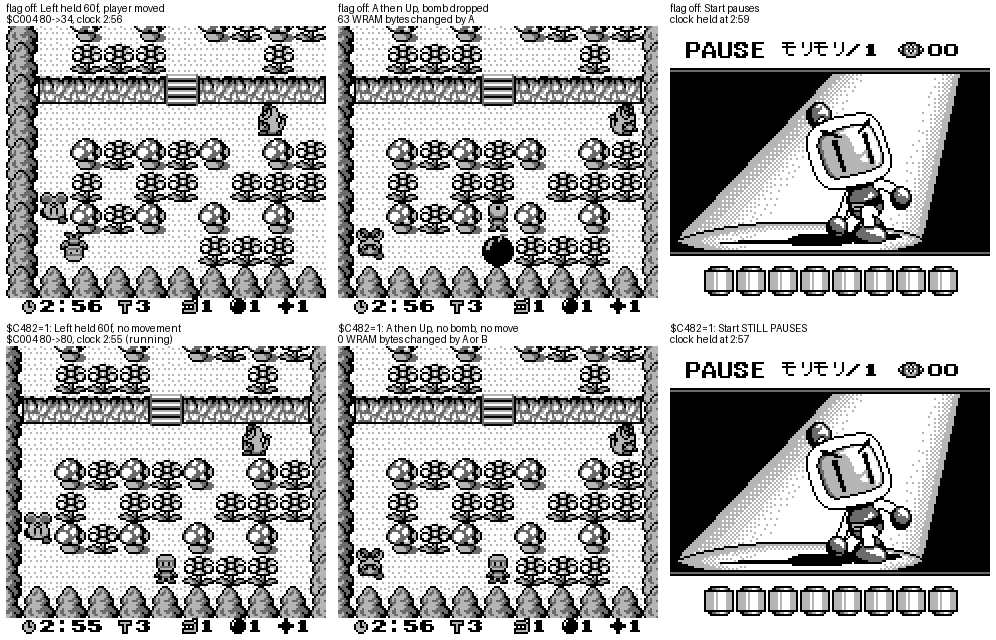 flag off: Left held 60f, player moved
$C00480->34, clock 2:56
2:56 3 1 1 1
flag off: A then Up, bomb dropped
63 WRAM bytes changed by A
2:56 3 1 1 1
flag off: Start pauses
clock held at 2:59
PAUSE モリモリ/1 00
$C482=1: Left held 60f, no movement
$C00480->80, clock 2:55 (running)
2:55 3 1 1 1
$C482=1: A then Up, no bomb, no move
0 WRAM bytes changed by A or B
2:56 3 1 1 1
$C482=1: Start STILL PAUSES
clock held at 2:57
PAUSE モリモリ/1 00